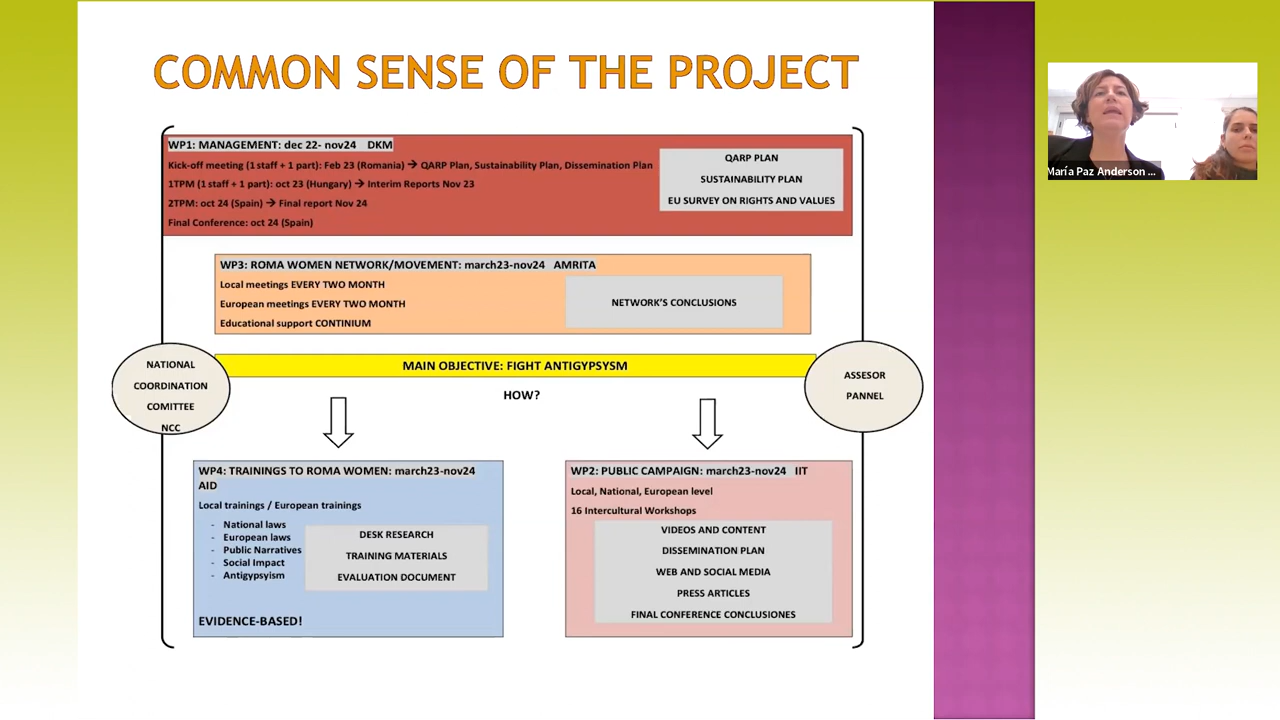 COMMON SENSE OF THE PROJECT
WP1: MANAGEMENT: dec 22- nov24 DKM
Kick-off meeting (1 staff + 1 part): Feb 23 (Romania) → QARP Plan, Sustainability Plan, Dissemination Plan
1TPM (1 staff + 1 part): oct 23 (Hungary) → Interim Reports Nov 23
2TPM: oct 24 (Spain) → Final report Nov 24
Final Conference: oct 24 (Spain)
QARP PLAN
SUSTAINABILITY PLAN
EU SURVEY ON RIGHTS AND VALUES
María Paz Anderson ...
WP3: ROMA WOMEN NETWORK/MOVEMENT: march23-nov24 AMRITA
Local meetings EVERY TWO MONTH
European meetings EVERY TWO MONTH
Educational support CONTINIUM
NETWORK'S CONCLUSIONS
NATIONAL
COORDINATION
COMITTEE
NCC
MAIN OBJECTIVE: FIGHT ANTIGYPSYSM
HOW?
ASSESOR
PANNEL
WP4: TRAININGS TO ROMA WOMEN: march23-nov24
AID
Local trainings / European trainings
- National laws
- European laws
- Public Narratives
- Social Impact
- Antigypsyism
DESK RESEARCH
TRAINING MATERIALS
EVALUATION DOCUMENT
EVIDENCE-BASED!
WP2: PUBLIC CAMPAIGN: march23-nov24 IIT
Local, National, European level
16 Intercultural Workshops
VIDEOS AND CONTENT
DISSEMINATION PLAN
WEB AND SOCIAL MEDIA
PRESS ARTICLES
FINAL CONFERENCE CONCLUSIONES